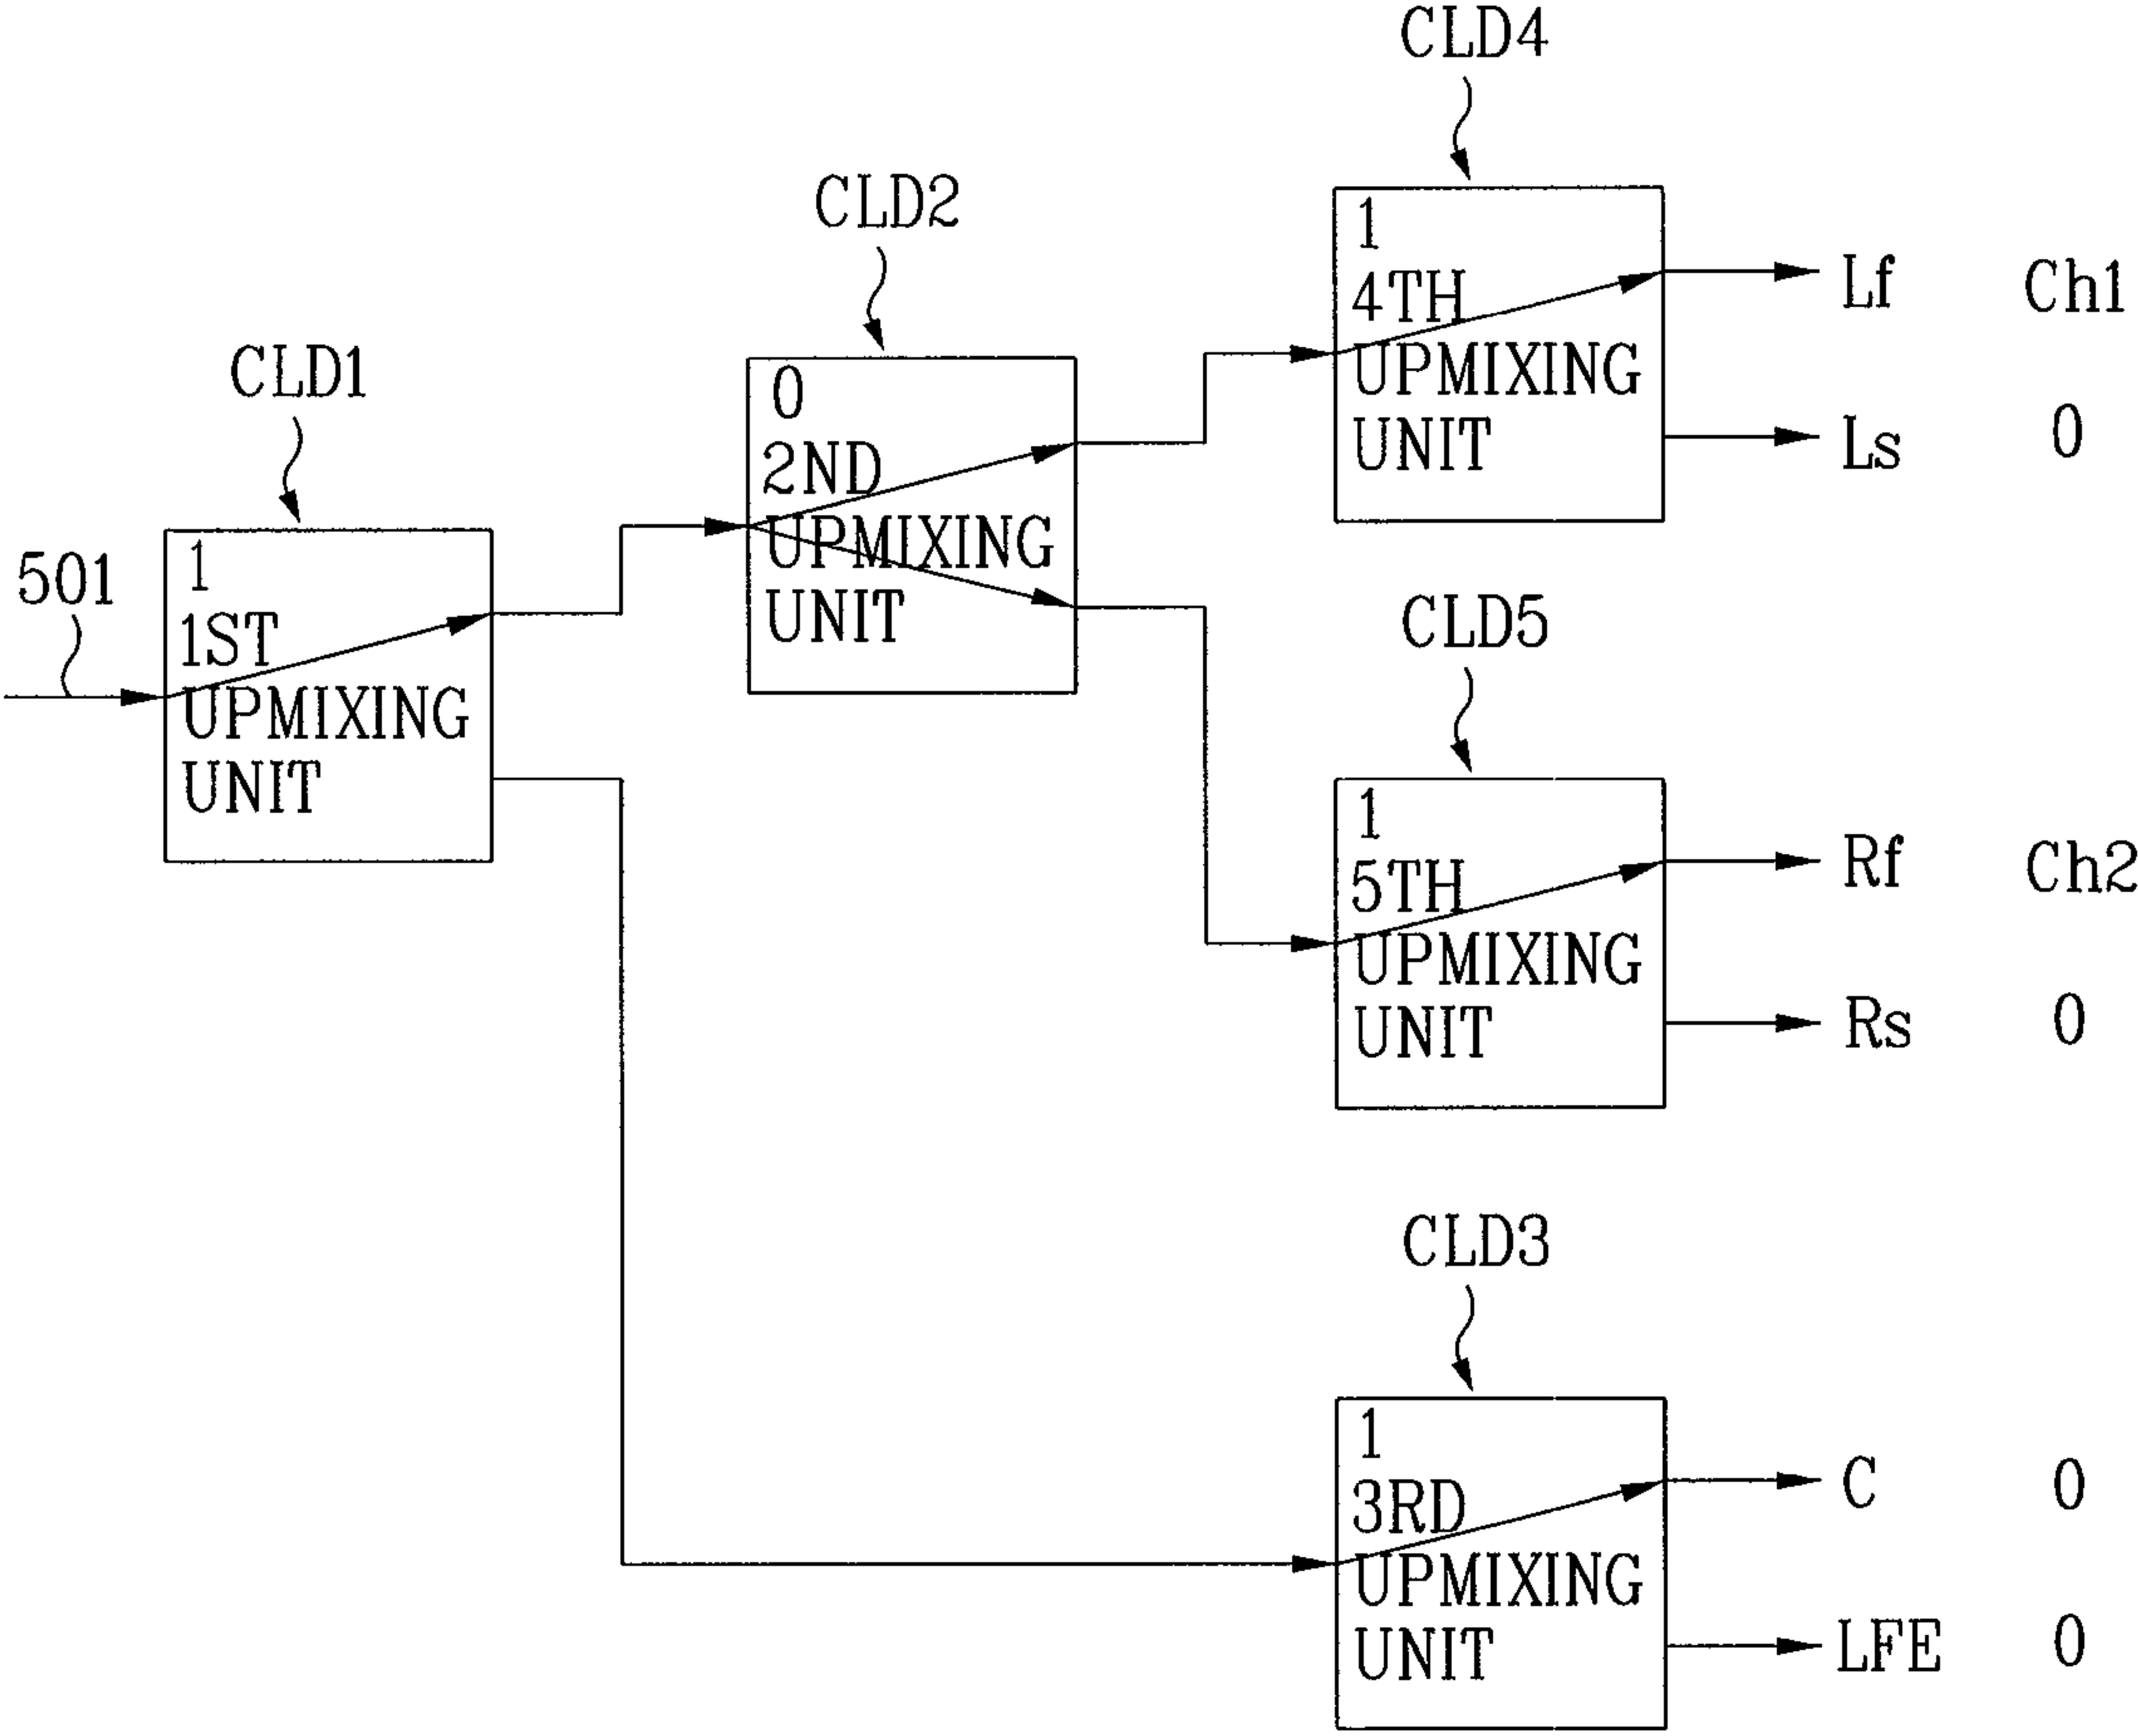 CLD4
1
4TH
UPMIXING
UNIT
Lf Ch1
Ls 0
CLD2
0
2ND
UPMIXING
UNIT
CLD1
501
1
1ST
UPMIXING
UNIT
CLD5
1
5TH
UPMIXING
UNIT
Rf Ch2
Rs 0
CLD3
1
3RD
UPMIXING
UNIT
C 0
LFE 0